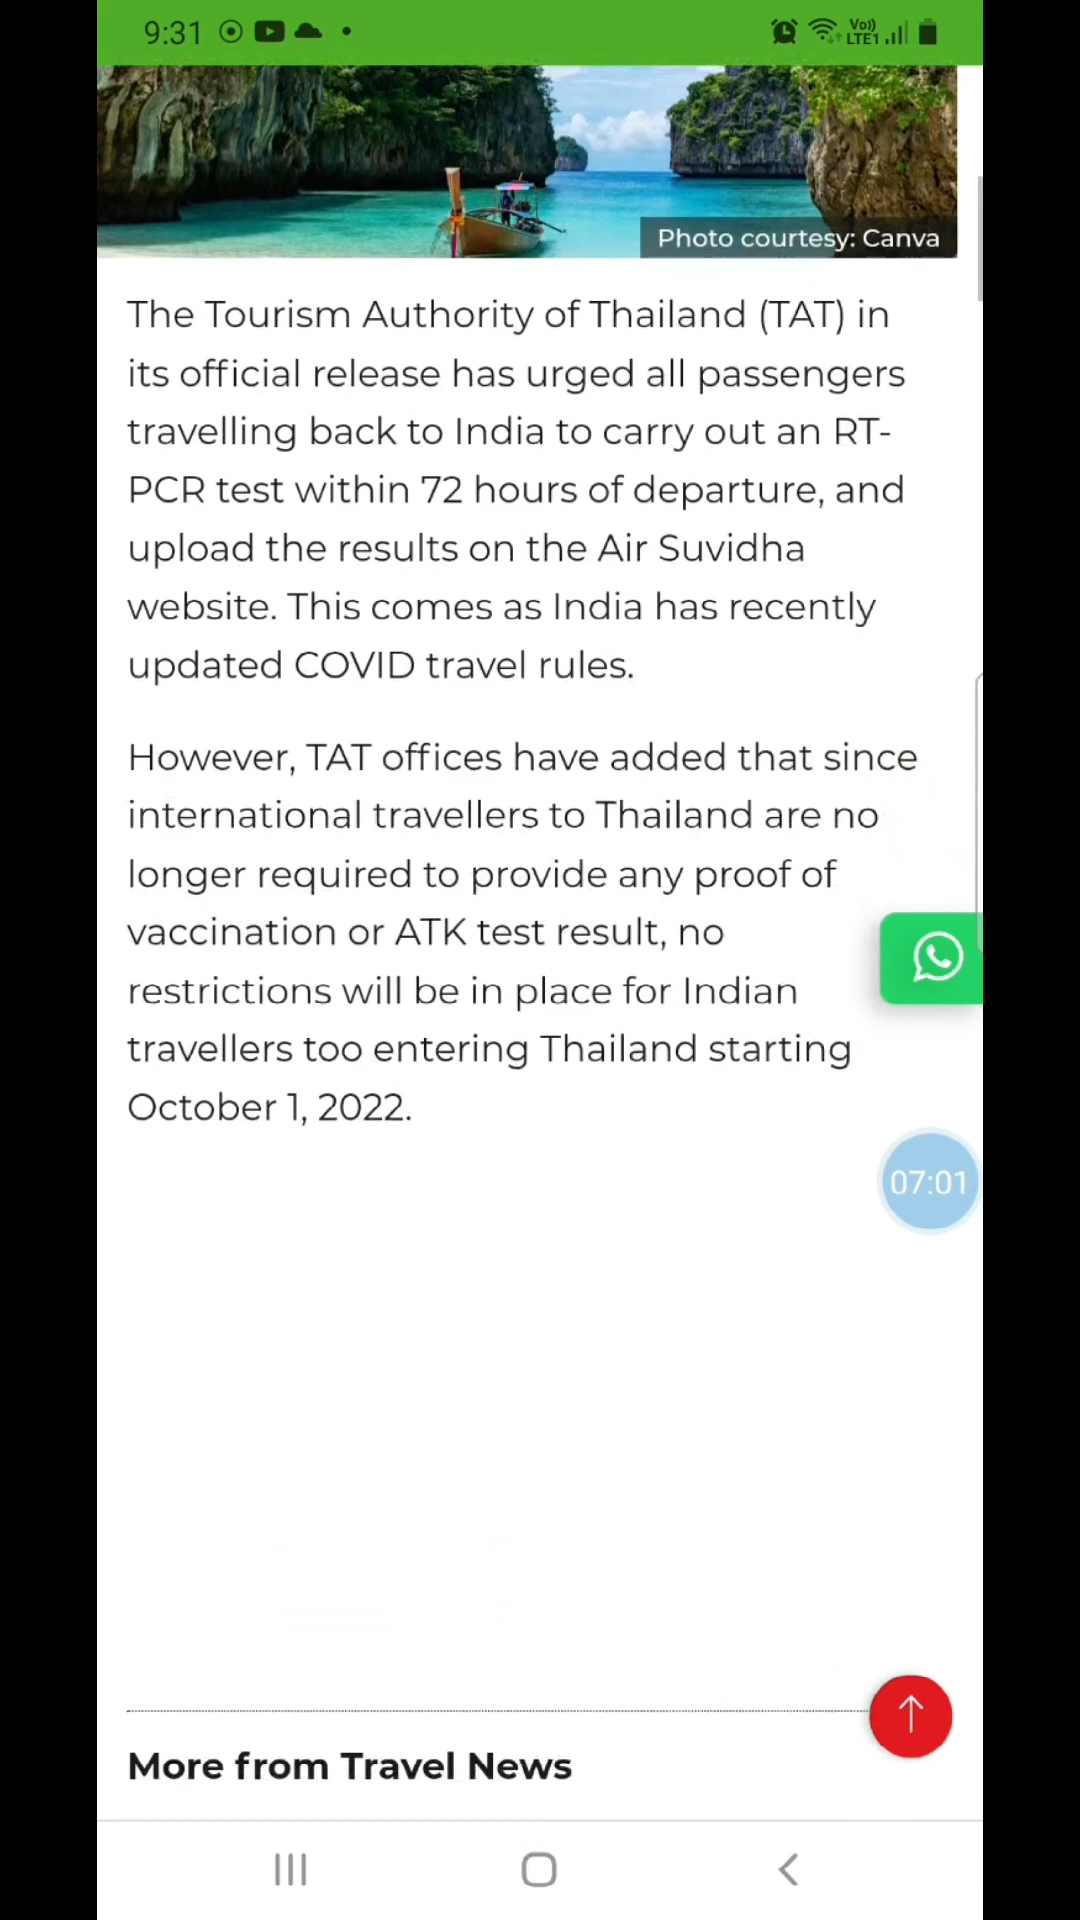 9:31
Vo))
LTE1
Photo courtesy: Canva
The Tourism Authority of Thailand (TAT) in
its official release has urged all passengers
travelling back to India to carry out an RT-
PCR test within 72 hours of departure, and
upload the results on the Air Suvidha
website. This comes as India has recently
updated COVID travel rules.
However, TAT offices have added that since
international travellers to Thailand are no
longer required to provide any proof of
vaccination or ATK test result, no
restrictions will be in place for Indian
travellers too entering Thailand starting
October 1, 2022.
07:01
More from Travel News